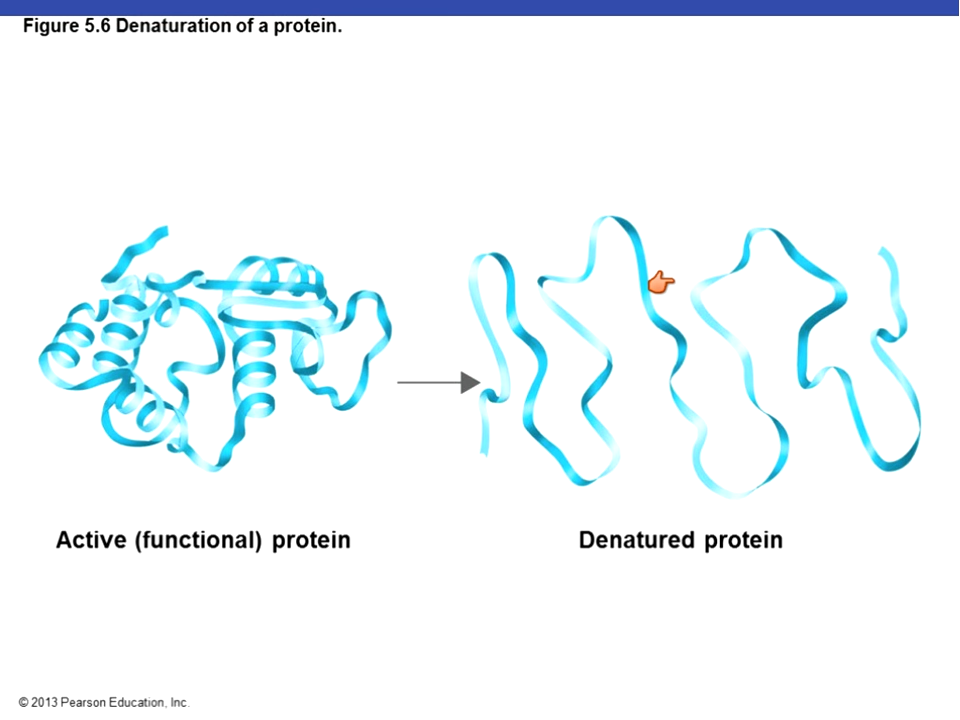 Figure 5.6 Denaturation of a protein.
Active (functional) protein
Denatured protein
© 2013 Pearson Education, Inc.